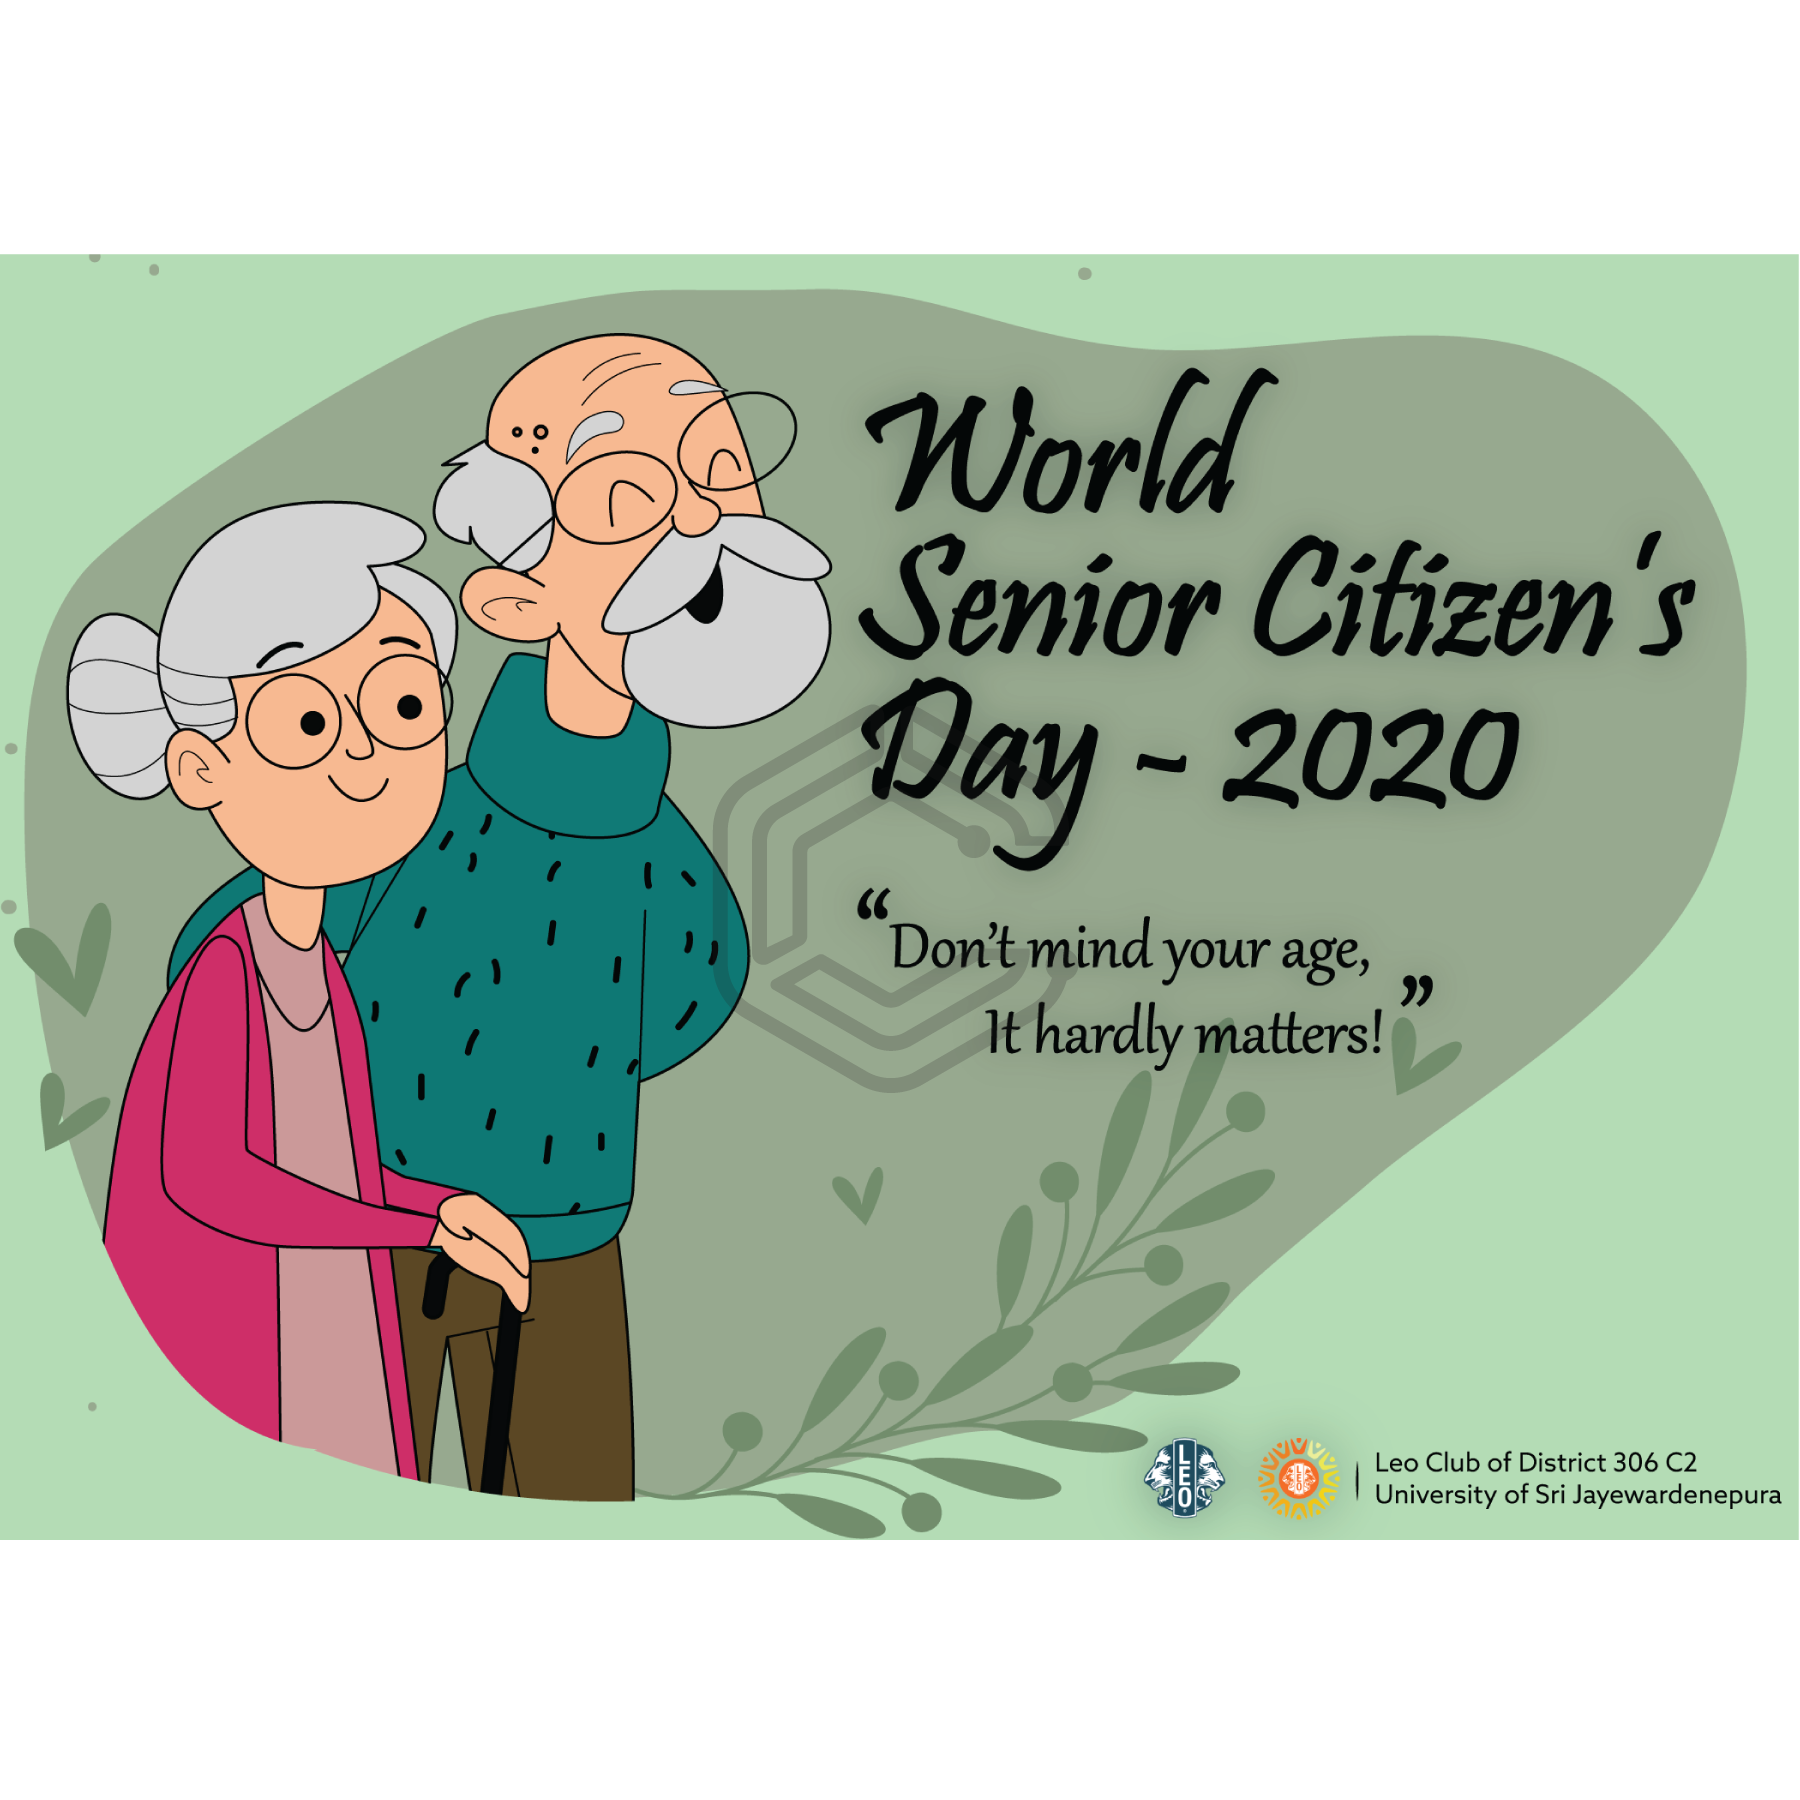 World
Senior Citizen's
Day - 2020
“Don’t mind your age,
It hardly matters!”
LEO
LEO
Leo Club of District 306 C2
University of Sri Jayewardenepura